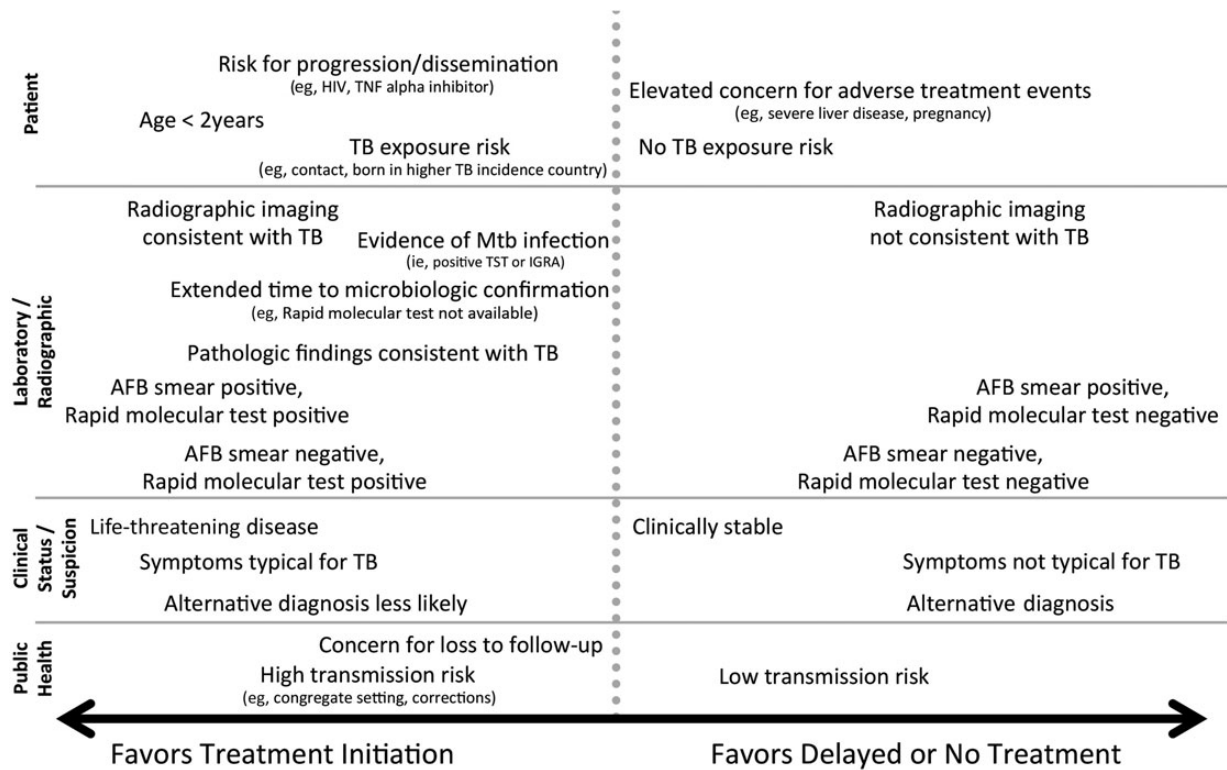 Patient
Risk for progression/dissemination
(eg, HIV, TNF alpha inhibitor)
Elevated concern for adverse treatment events
(eg, severe liver disease, pregnancy)
Age < 2years
TB exposure risk
(eg, contact, born in higher TB incidence country)
No TB exposure risk
Laboratory /
Radiographic
Radiographic imaging
consistent with TB
Radiographic imaging
not consistent with TB
Evidence of Mtb infection
(ie, positive TST or IGRA)
Extended time to microbiologic confirmation
(eg, Rapid molecular test not available)
Pathologic findings consistent with TB
AFB smear positive,
Rapid molecular test positive
AFB smear positive,
Rapid molecular test negative
AFB smear negative,
Rapid molecular test positive
AFB smear negative,
Rapid molecular test negative
Clinical
Status /
Suspicion
Life-threatening disease
Clinically stable
Symptoms typical for TB
Symptoms not typical for TB
Alternative diagnosis less likely
Alternative diagnosis
Public
Health
Concern for loss to follow-up
High transmission risk
(eg, congregate setting, corrections)
Low transmission risk
Favors Treatment Initiation
Favors Delayed or No Treatment